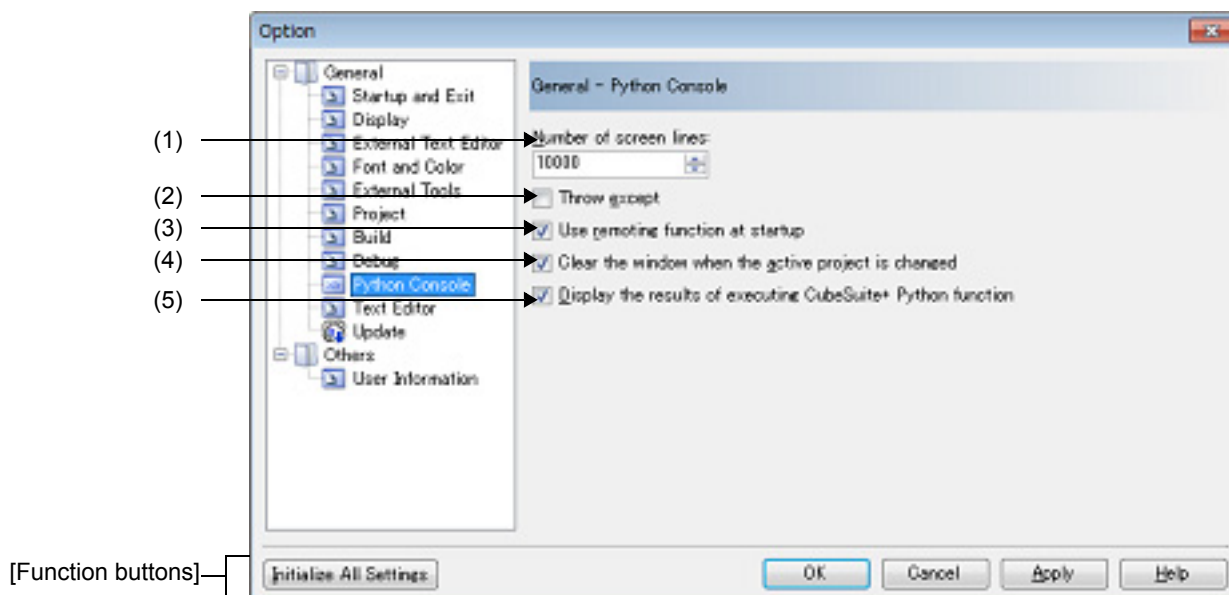 Option
General
Startup and Exit
Display
External Text Editor
Font and Color
External Tools
Project
Build
Debug
Python Console
Text Editor
Update
Others
User Information
General - Python Console
(1)
Number of screen lines:
10000
(2)
Throw except
(3)
Use remoting function at startup
(4)
Clear the window when the active project is changed
(5)
Display the results of executing CubeSuite+ Python function
[Function buttons]
Initialize All Settings
OK
Cancel
Apply
Help